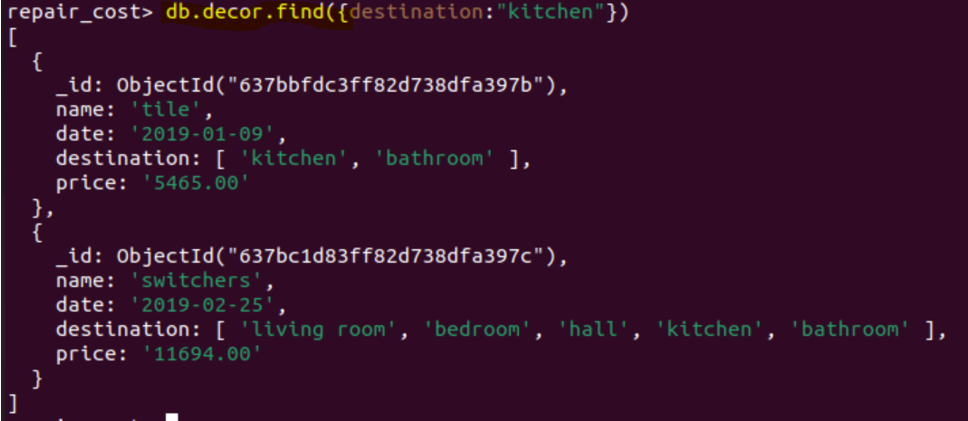 repair_cost> db.decor.find({destination:"kitchen"})
[
  {
    _id: ObjectId("637bbfdc3ff82d738dfa397b"),
    name: 'tile',
    date: '2019-01-09',
    destination: [ 'kitchen', 'bathroom' ],
    price: '5465.00'
  },
  {
    _id: ObjectId("637bc1d83ff82d738dfa397c"),
    name: 'switchers',
    date: '2019-02-25',
    destination: [ 'living room', 'bedroom', 'hall', 'kitchen', 'bathroom' ],
    price: '11694.00'
  }
]